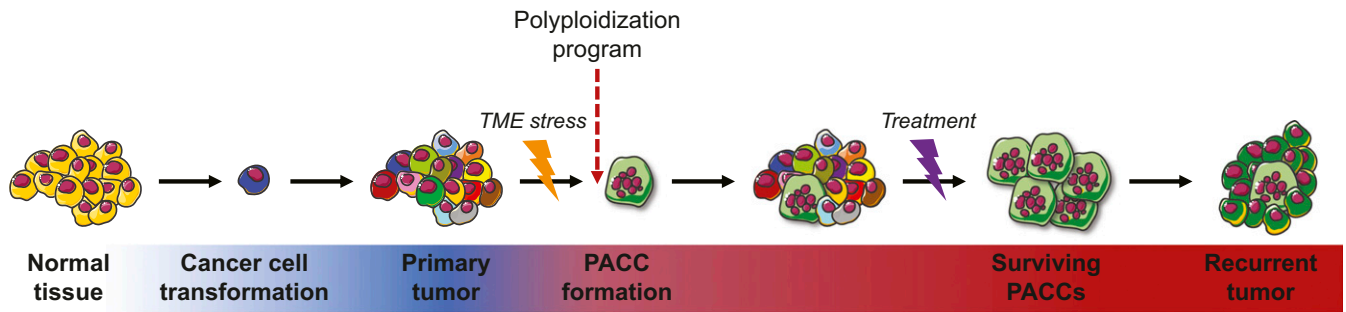 Polyploidization
program
TME stress
Treatment
Normal
tissue
Cancer cell
transformation
Primary
tumor
PACC
formation
Surviving
PACCs
Recurrent
tumor